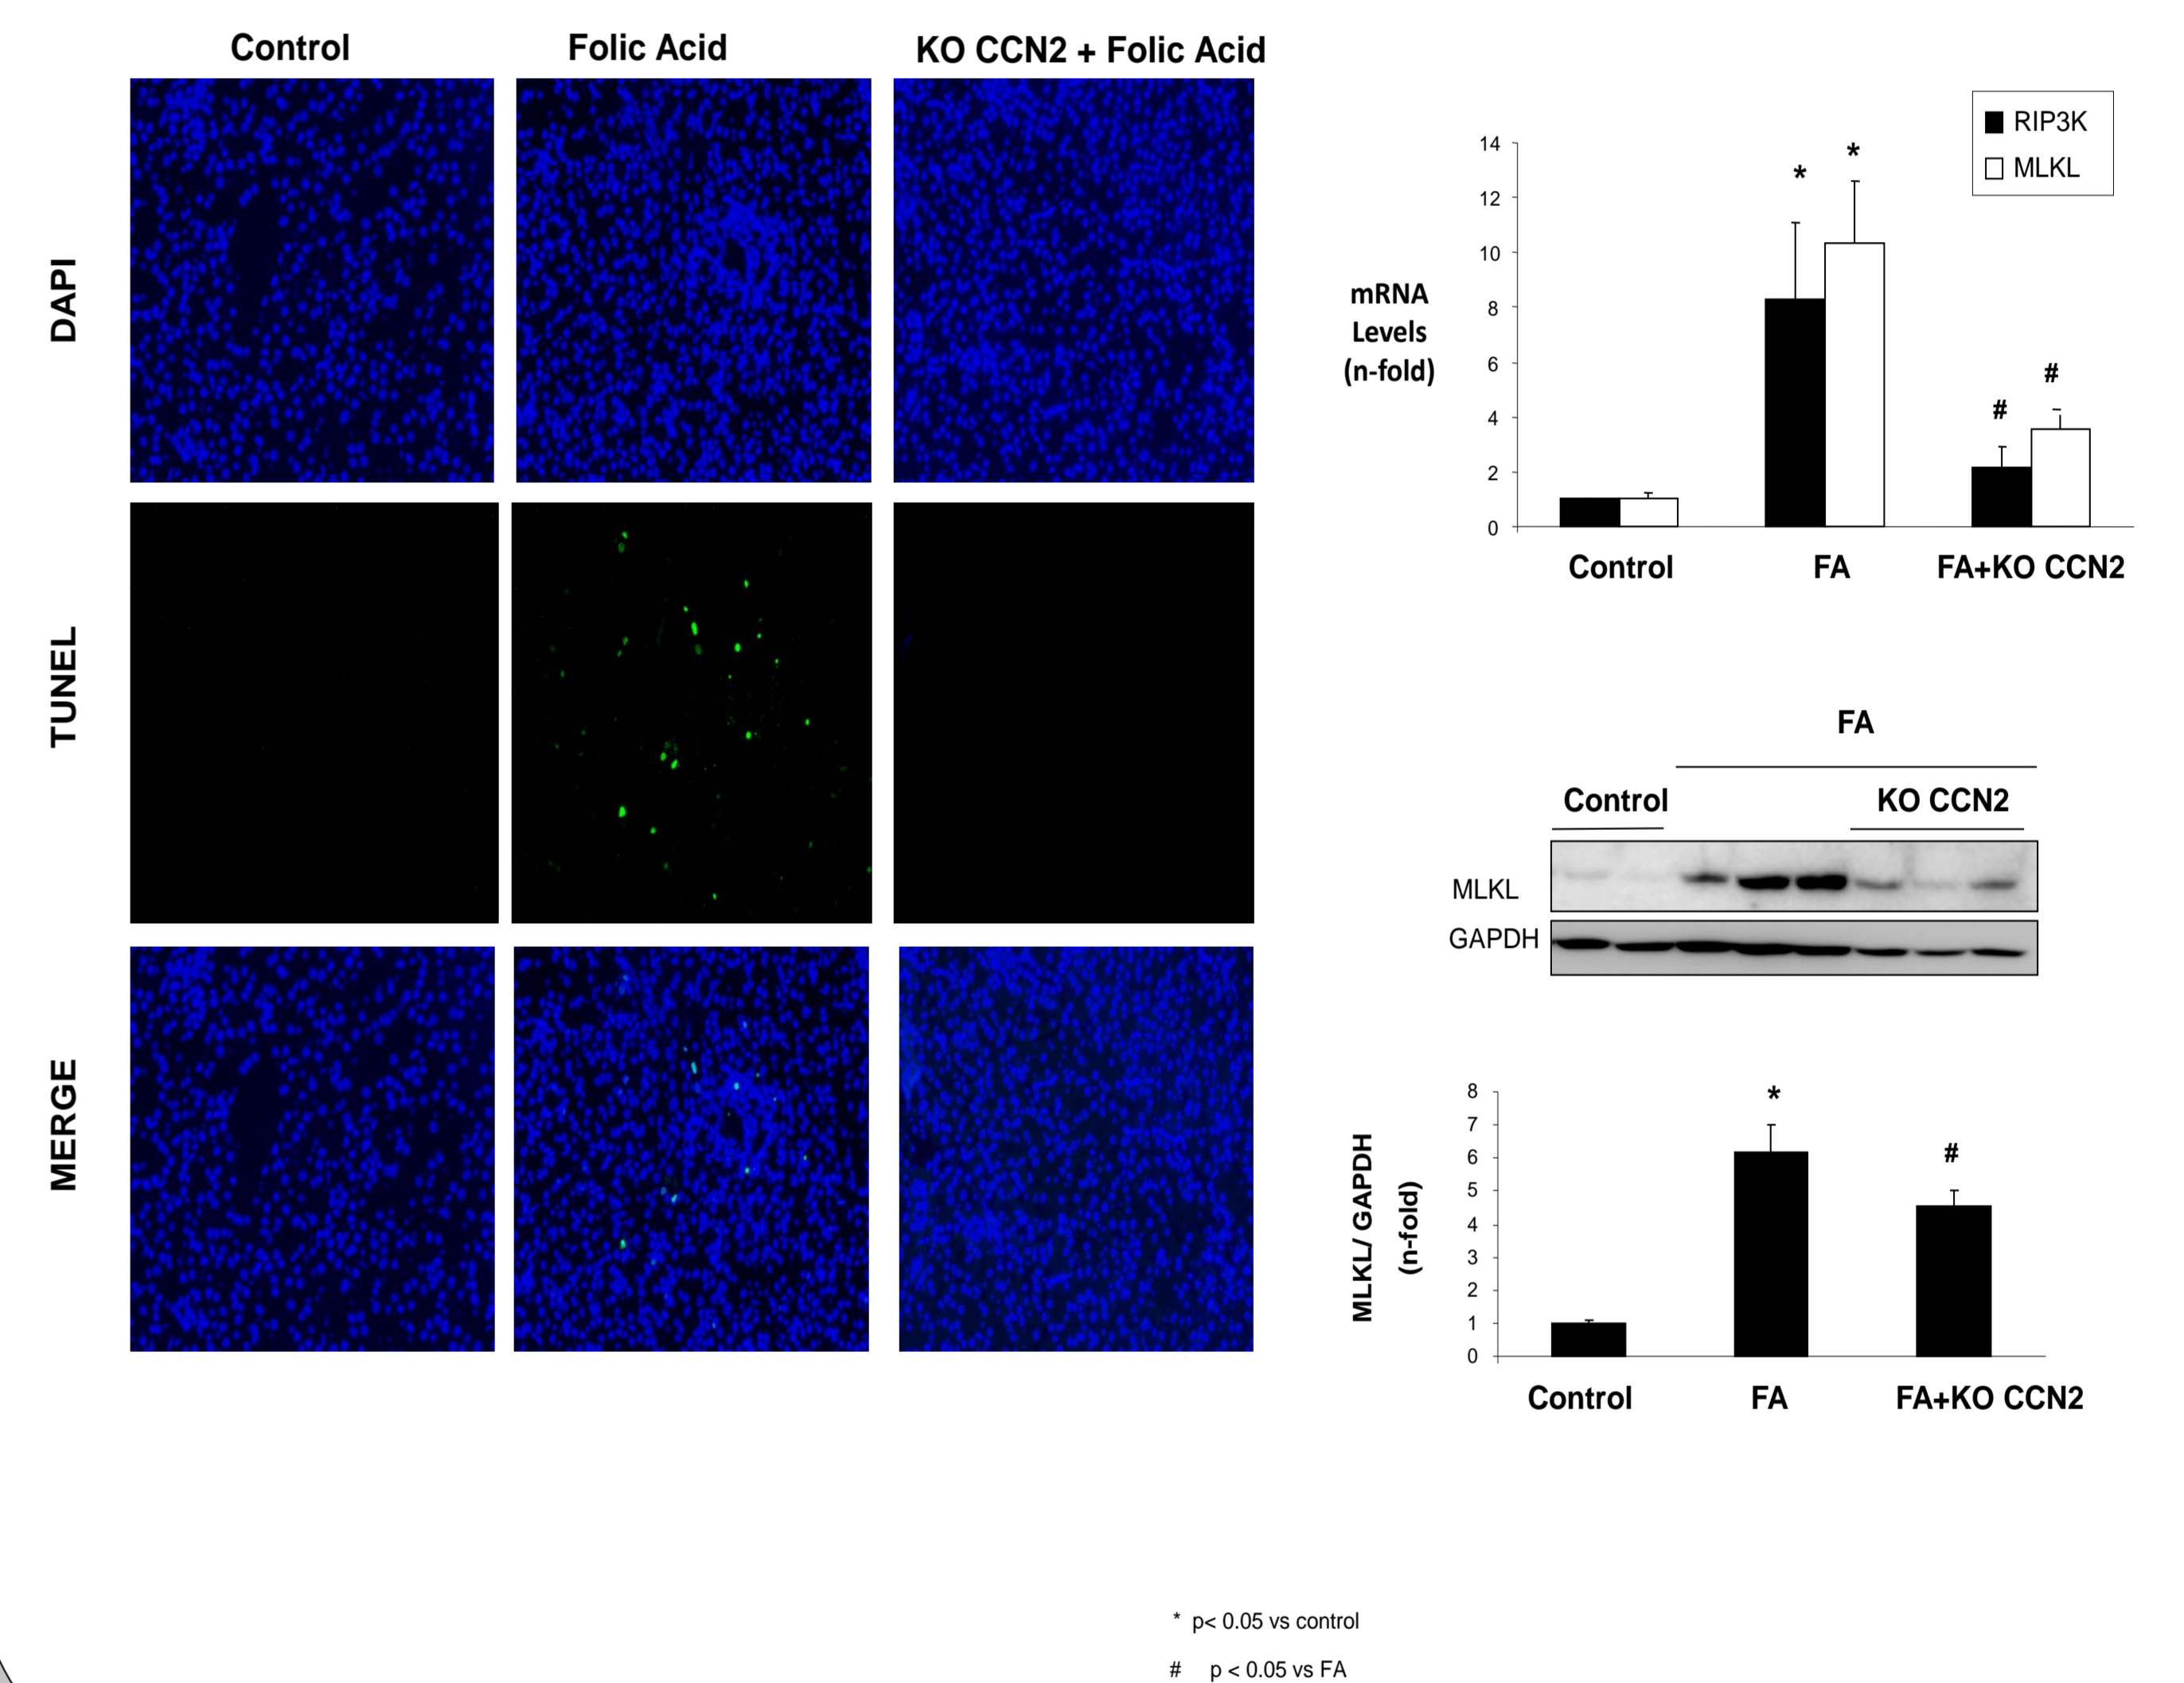 Control
Folic Acid
KO CCN2 + Folic Acid
DAPI
TUNEL
MERGE
RIP3K
MLKL
mRNA
Levels
(n-fold)
14
12
10
8
6
4
2
0
*
*
#
#
Control
FA
FA+KO CCN2
FA
Control
KO CCN2
MLKL
GAPDH
MLKL/ GAPDH
(n-fold)
8
7
6
5
4
3
2
1
0
*
#
Control
FA
FA+KO CCN2
* p< 0.05 vs control
# p < 0.05 vs FA